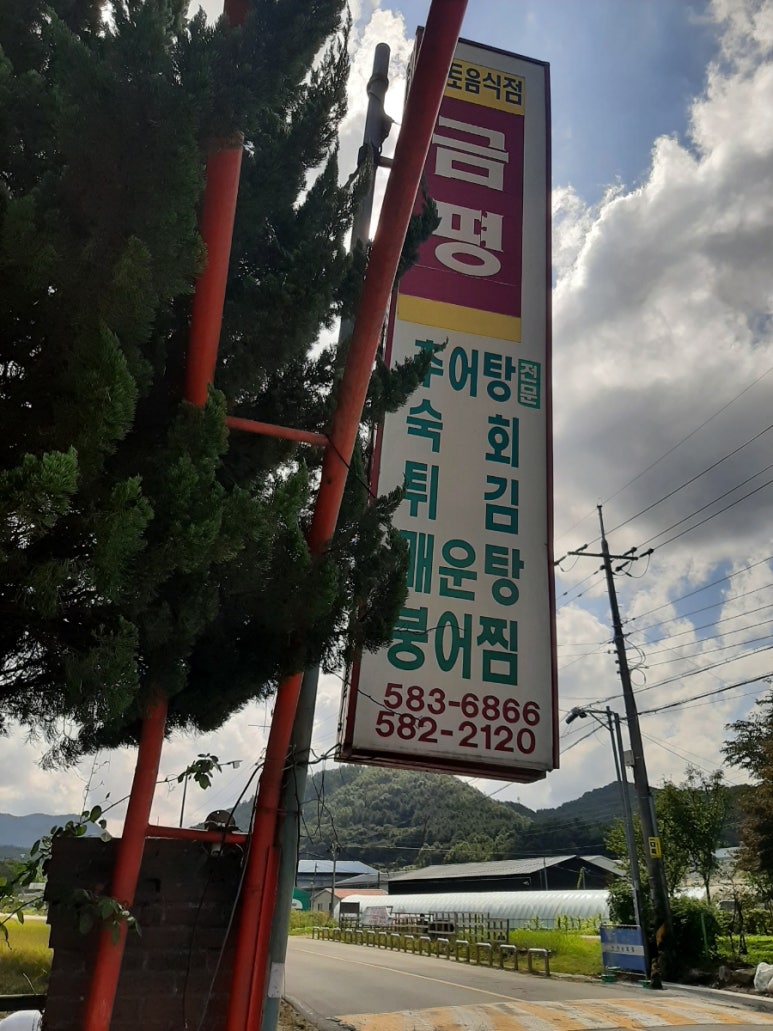 토음식점
금평
추어탕 전문
숙 회
튀 김
매운탕
붕어찜
583-6866
582-2120